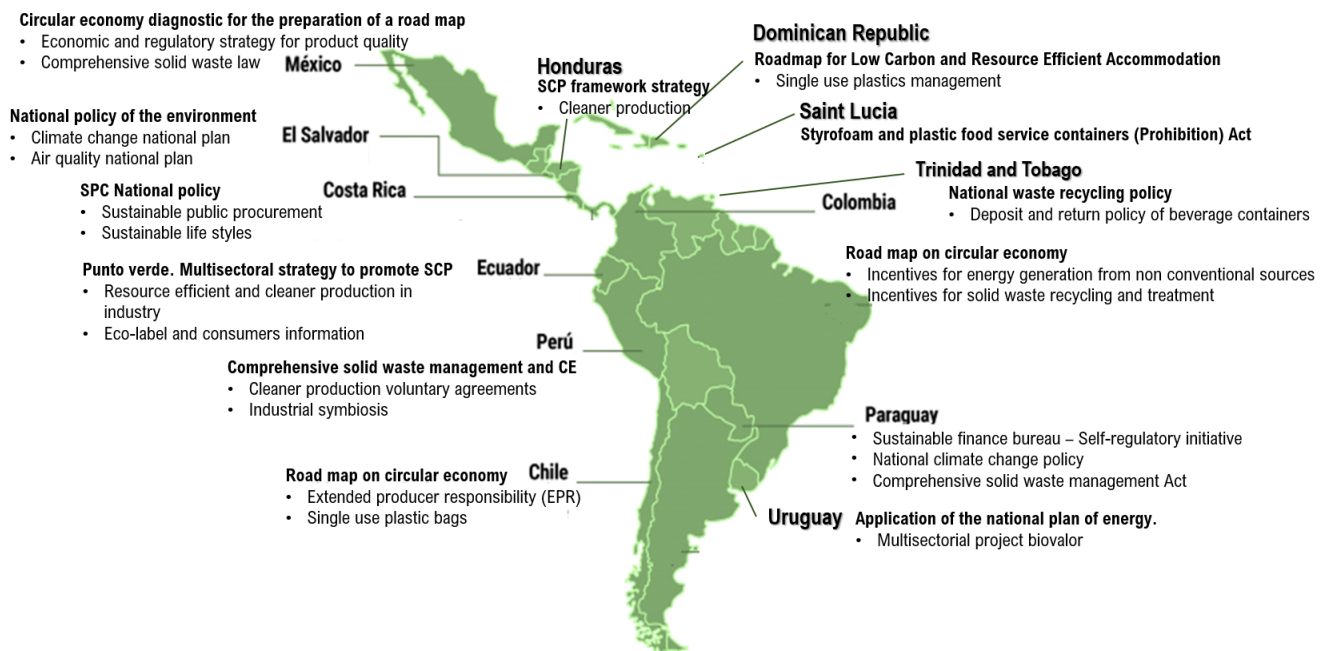 Circular economy diagnostic for the preparation of a road map
• Economic and regulatory strategy for product quality
• Comprehensive solid waste law
México
National policy of the environment
• Climate change national plan
• Air quality national plan
El Salvador
SPC National policy
• Sustainable public procurement
• Sustainable life styles
Costa Rica
Punto verde. Multisectoral strategy to promote SCP
• Resource efficient and cleaner production in
industry
• Eco-label and consumers information
Ecuador
Perú
Comprehensive solid waste management and CE
• Cleaner production voluntary agreements
• Industrial symbiosis
Road map on circular economy
Chile
• Extended producer responsibility (EPR)
• Single use plastic bags
Honduras
SCP framework strategy
• Cleaner production
Dominican Republic
Roadmap for Low Carbon and Resource Efficient Accommodation
• Single use plastics management
Saint Lucia
Styrofoam and plastic food service containers (Prohibition) Act
Trinidad and Tobago
National waste recycling policy
• Deposit and return policy of beverage containers
Colombia
Road map on circular economy
• Incentives for energy generation from non conventional sources
• Incentives for solid waste recycling and treatment
Paraguay
• Sustainable finance bureau – Self-regulatory initiative
• National climate change policy
• Comprehensive solid waste management Act
Uruguay
Application of the national plan of energy.
• Multisectorial project biovalor